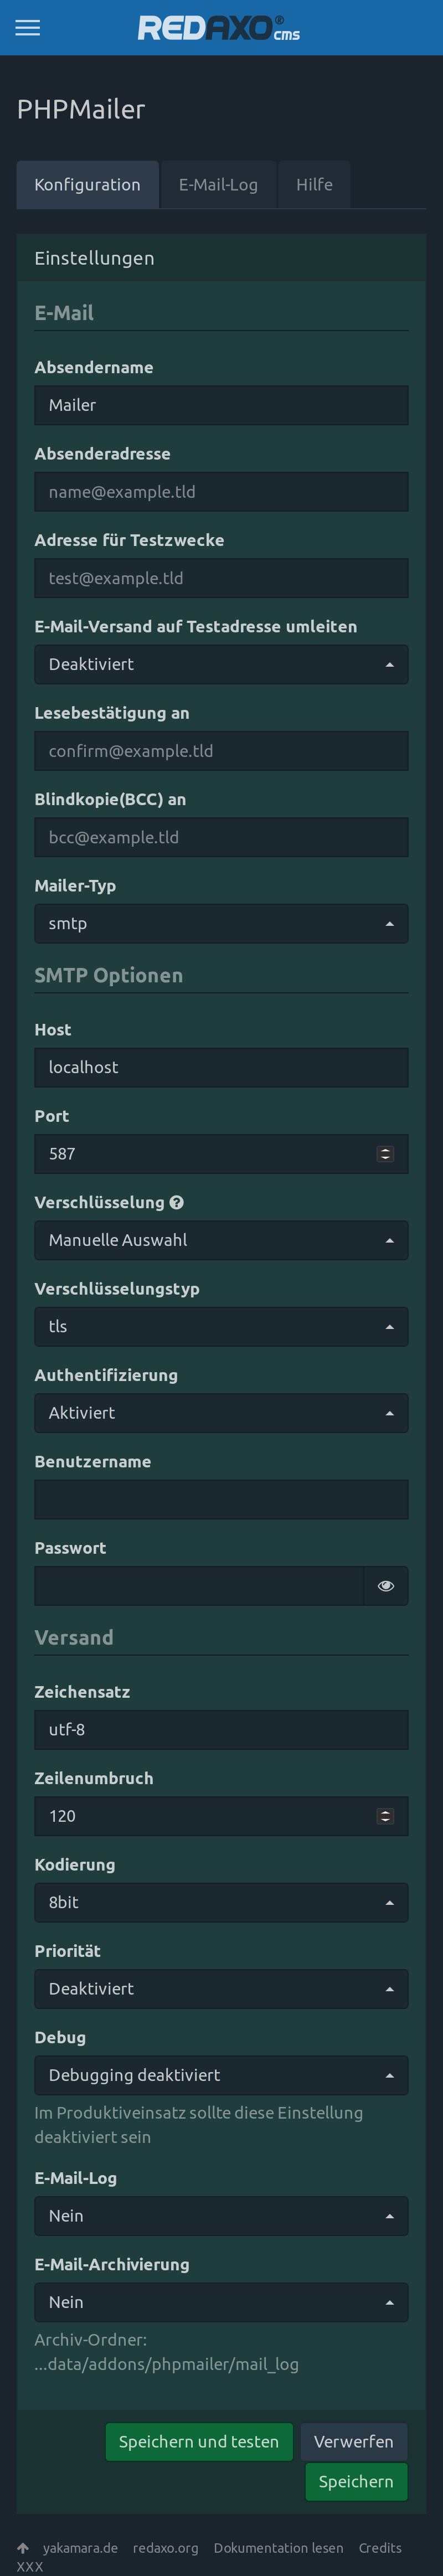 REDAXO® cms
PHPMailer
Konfiguration E-Mail-Log Hilfe
Einstellungen
E-Mail
Absendername
Mailer
Absenderadresse
name@example.tld
Adresse für Testzwecke
test@example.tld
E-Mail-Versand auf Testadresse umleiten
Deaktiviert
Lesebestätigung an
confirm@example.tld
Blindkopie(BCC) an
bcc@example.tld
Mailer-Typ
smtp
SMTP Optionen
Host
localhost
Port
587
Verschlüsselung
Manuelle Auswahl
Verschlüsselungstyp
tls
Authentifizierung
Aktiviert
Benutzername
Passwort
Versand
Zeichensatz
utf-8
Zeilenumbruch
120
Kodierung
8bit
Priorität
Deaktiviert
Debug
Debugging deaktiviert
Im Produktiveinsatz sollte diese Einstellung
deaktiviert sein
E-Mail-Log
Nein
E-Mail-Archivierung
Nein
Archiv-Ordner:
...data/addons/phpmailer/mail_log
Speichern und testen Verwerfen
Speichern
yakamara.de redaxo.org Dokumentation lesen Credits
XXX